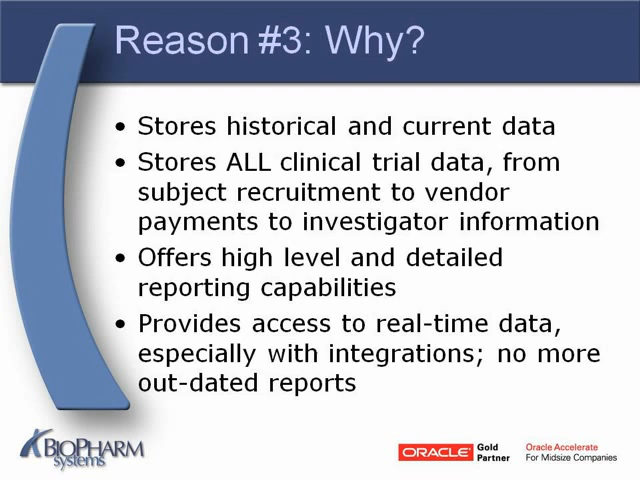 Reason #3: Why?
• Stores historical and current data
• Stores ALL clinical trial data, from
subject recruitment to vendor
payments to investigator information
• Offers high level and detailed
reporting capabilities
• Provides access to real-time data,
especially with integrations; no more
out-dated reports
BIOPHARM
systems
ORACLE
Gold
Partner
Oracle Accelerate
For Midsize Companies